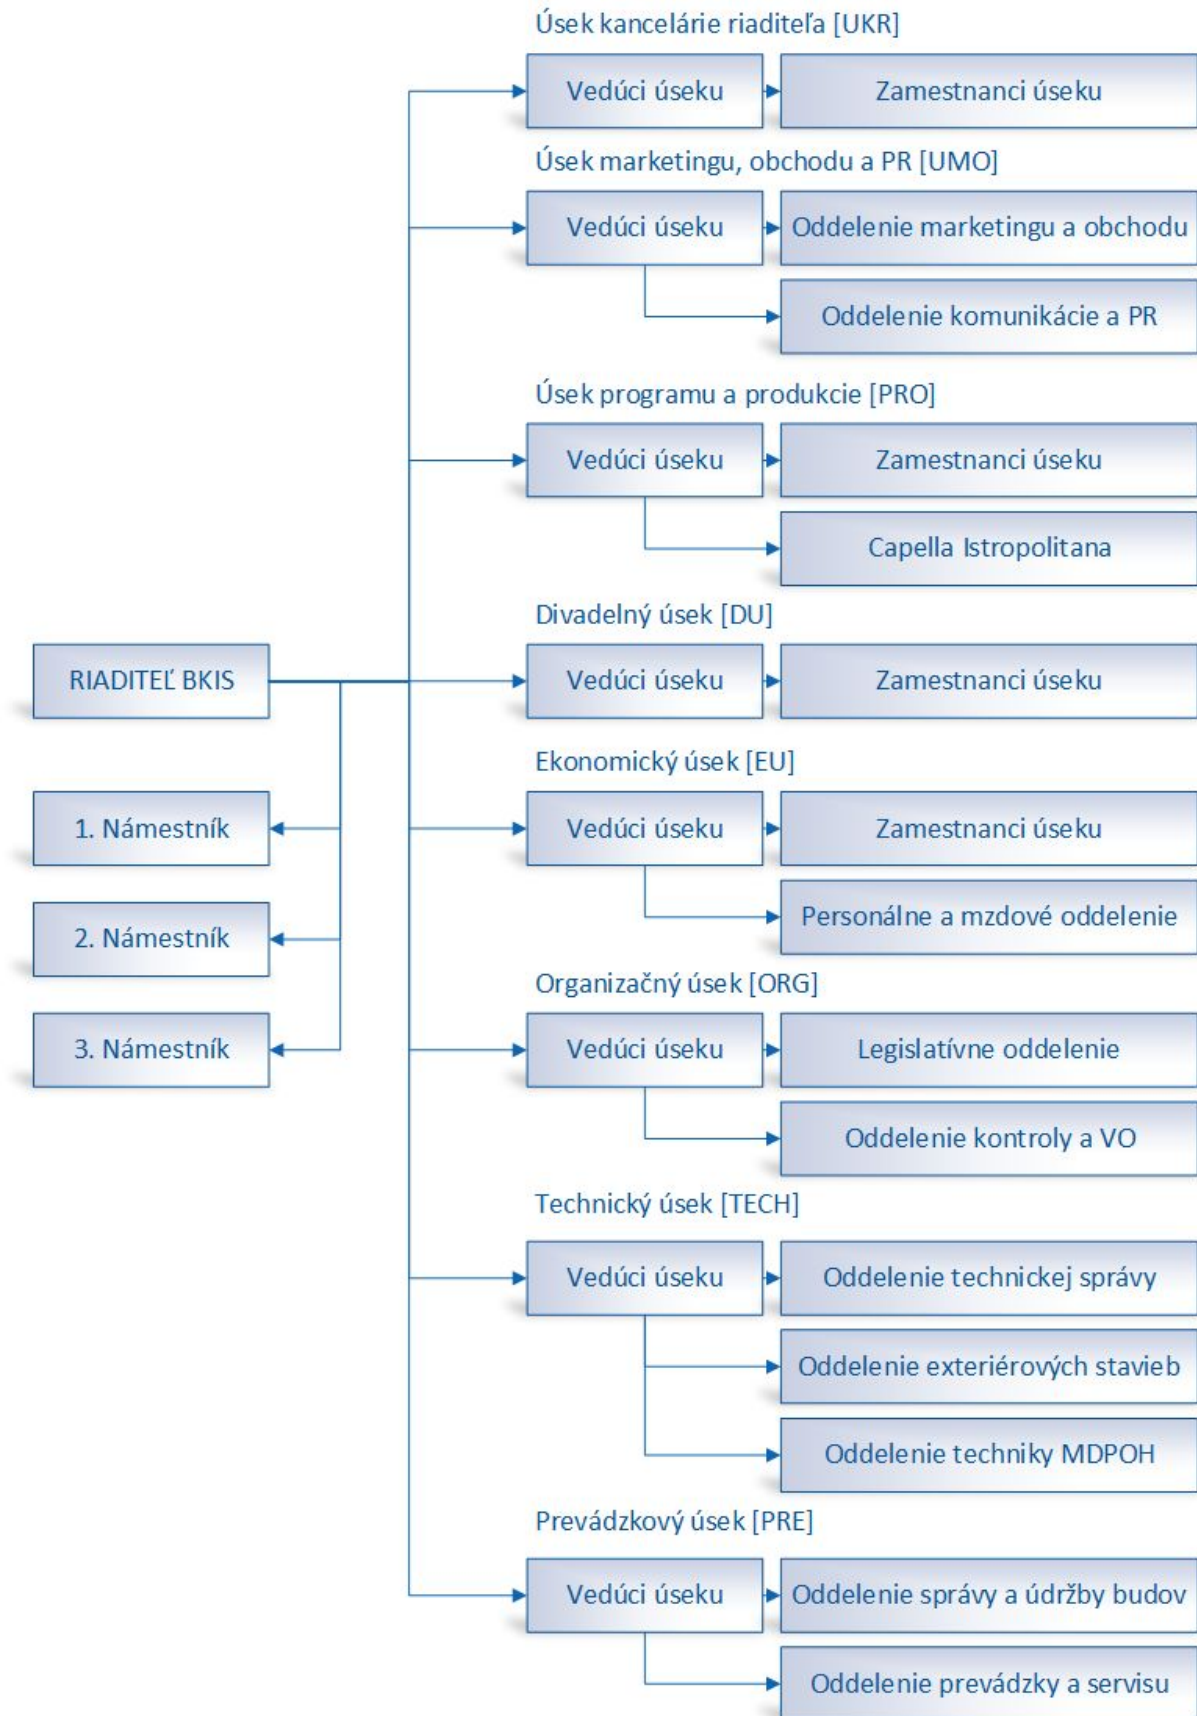 Úsek kancelárie riaditeľa [UKR]
Vedúci úseku
Zamestnanci úseku
Úsek marketingu, obchodu a PR [UMO]
Vedúci úseku
Oddelenie marketingu a obchodu
Oddelenie komunikácie a PR
Úsek programu a produkcie [PRO]
Vedúci úseku
Zamestnanci úseku
Capella Istropolitana
Divadelný úsek [DU]
RIADITEĽ BKIS
Vedúci úseku
Zamestnanci úseku
Ekonomický úsek [EU]
1. Námestník
Vedúci úseku
Zamestnanci úseku
2. Námestník
Personálne a mzdové oddelenie
Organizačný úsek [ORG]
3. Námestník
Vedúci úseku
Legislatívne oddelenie
Oddelenie kontroly a VO
Technický úsek [TECH]
Vedúci úseku
Oddelenie technickej správy
Oddelenie exteriérových stavieb
Oddelenie techniky MDPOH
Prevádzkový úsek [PRE]
Vedúci úseku
Oddelenie správy a údržby budov
Oddelenie prevádzky a servisu